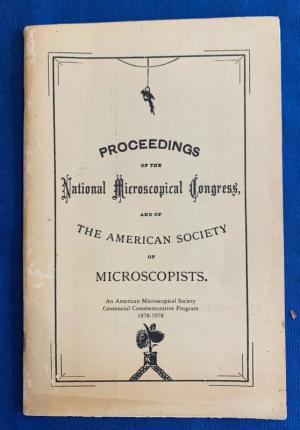 PROCEEDINGS
OF THE
National Microscopical Congress,
AND OF
THE AMERICAN SOCIETY
OF
MICROSCOPISTS.
An American Microscopical Society
Centennial Commemorative Program
1878-1978